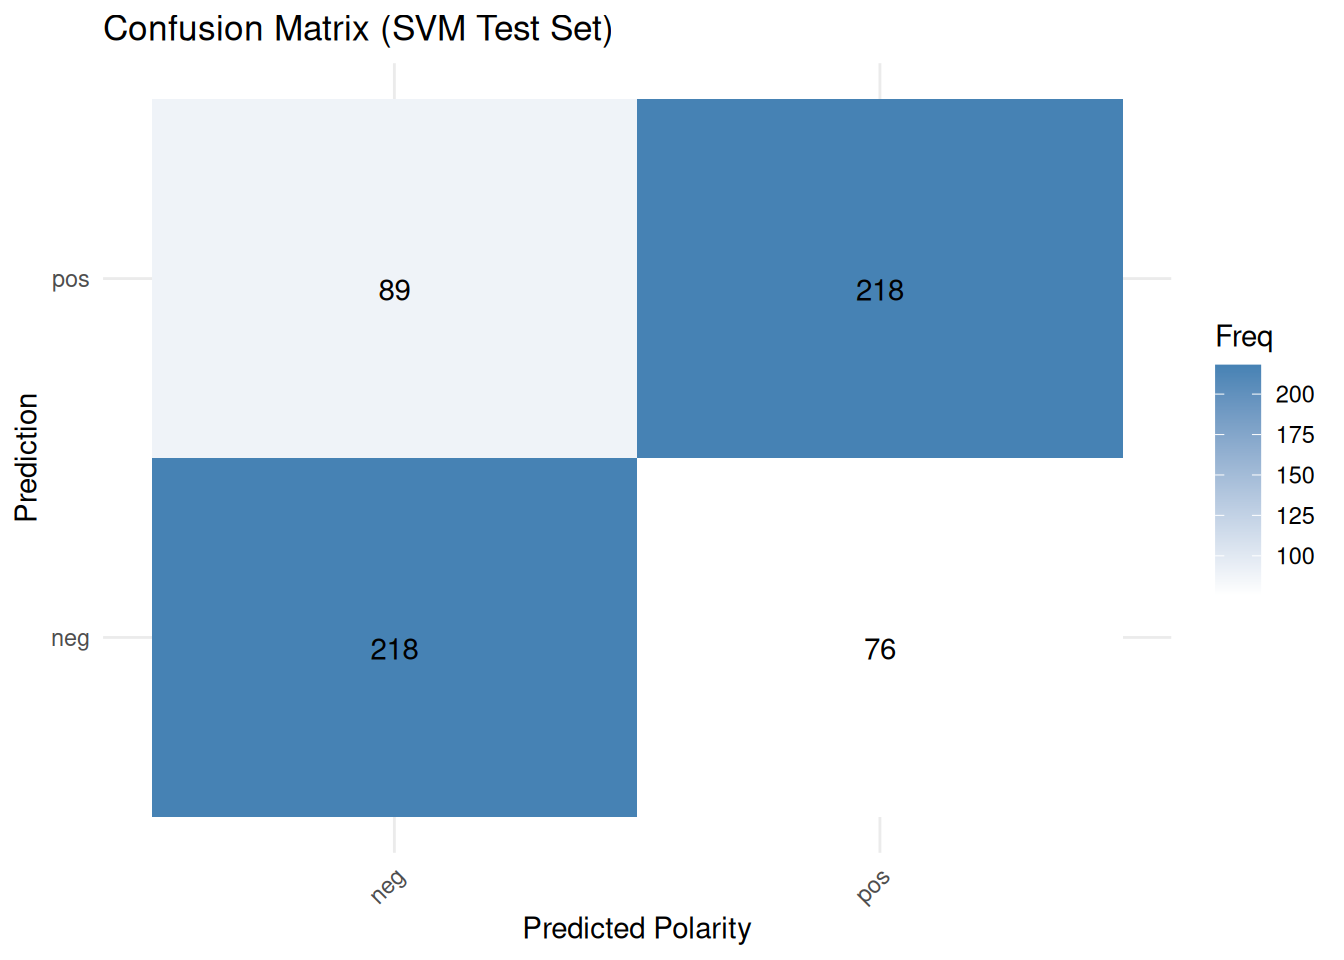 Confusion Matrix (SVM Test Set)
pos
89
218
Prediction
neg
218
76
neg
pos
Predicted Polarity
Freq
200
175
150
125
100